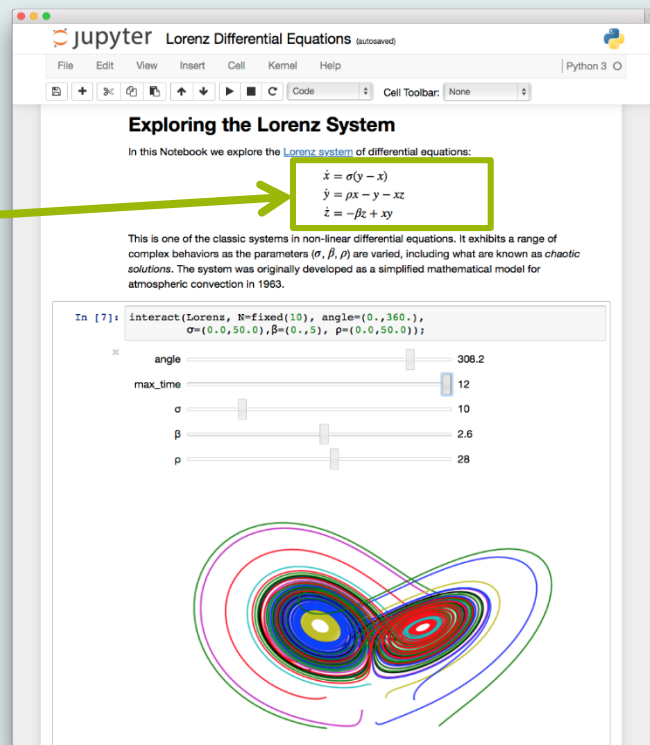 jupyter Lorenz Differential Equations (autosaved)
File Edit View Insert Cell Kernel Help Python 3
Code Cell Toolbar: None
Exploring the Lorenz System
In this Notebook we explore the Lorenz system of differential equations:
ẋ = σ(y − x)
ẏ = ρx − y − xz
ż = −βz + xy
This is one of the classic systems in non-linear differential equations. It exhibits a range of
complex behaviors as the parameters (σ, β, ρ) are varied, including what are known as chaotic
solutions. The system was originally developed as a simplified mathematical model for
atmospheric convection in 1963.
In [7]: interact(Lorenz, N=fixed(10), angle=(0.,360.),
σ=(0.0,50.0),β=(0.,5), ρ=(0.0,50.0));
angle 308.2
max_time 12
σ 10
β 2.6
ρ 28